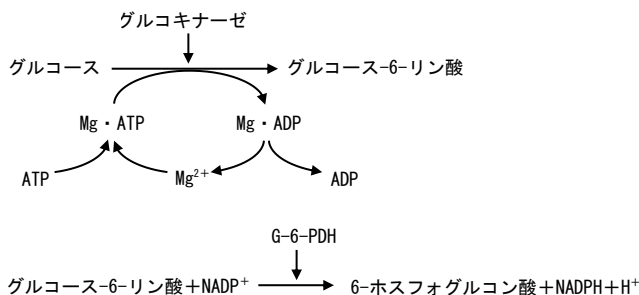 グルコキナーゼ
グルコース グルコース-6-リン酸
Mg・ATP Mg・ADP
ATP Mg²⁺ ADP
G-6-PDH
グルコース-6-リン酸+NADP⁺ 6-ホスフォグルコン酸+NADPH+H⁺